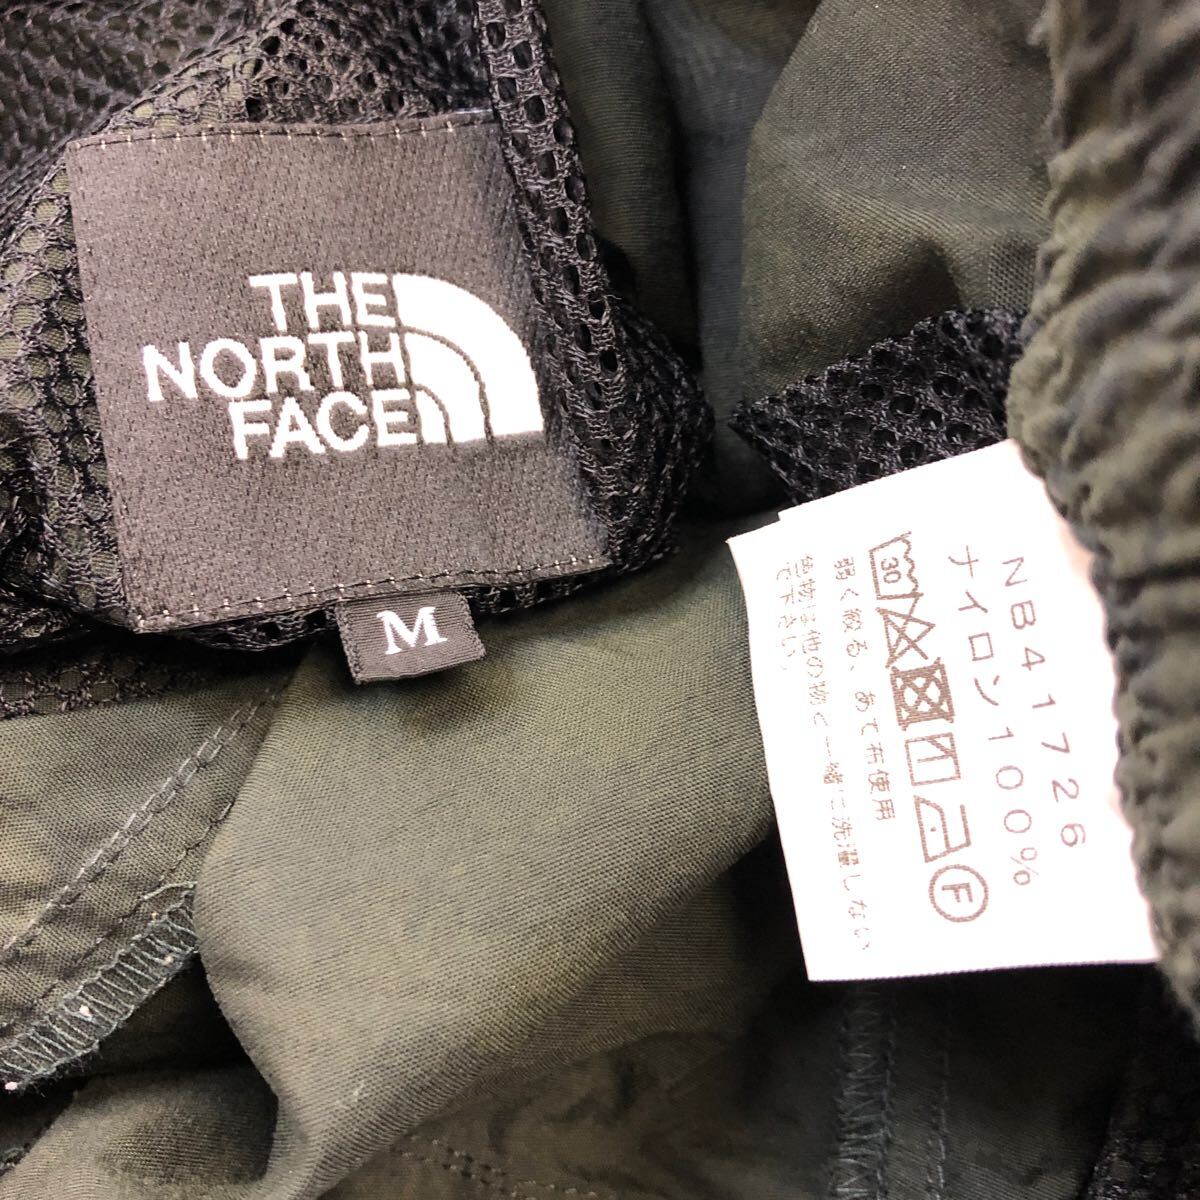 THE
NORTH
FACE
M
NB41726
ナイロン100%
30
F
弱く絞る、あて布使用
色物は他の物と一緒に洗濯しない
で下さい。